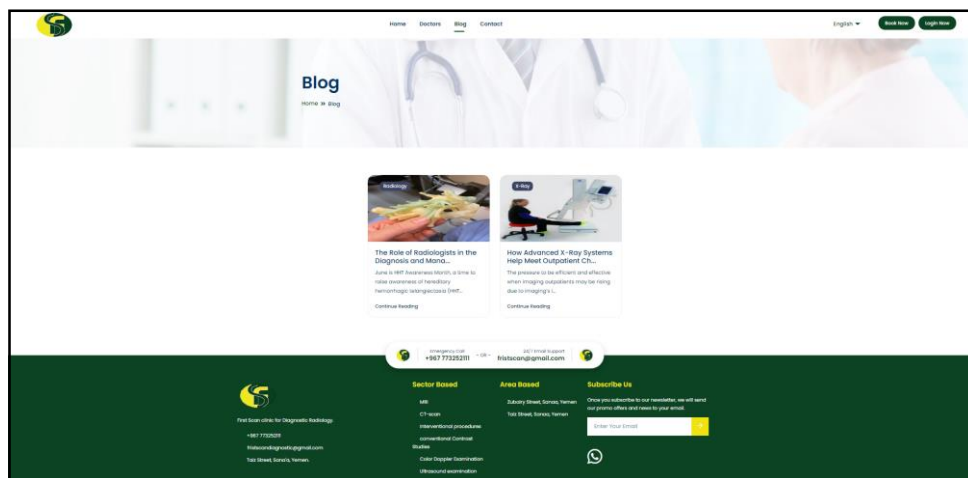 Home Doctors Blog Contact
English
Book Now
Login Now
Blog
Home » Blog
Radiology
X-Ray
The Role of Radiologists in the
Diagnosis and Mana...
June is HHT Awareness Month, a time to
raise awareness of hereditary
hemorrhagic telangiectasia (HHT...
Continue Reading
How Advanced X-Ray Systems
Help Meet Outpatient Ch...
The pressure to be efficient and effective
when imaging outpatients may be rising
due to imaging's i...
Continue Reading
Emergency Call
+967 773252111
- OR -
24/7 Email Support
fristscan@gmail.com
First Scan clinic for Diagnostic Radiology.
fristscandiagnostic@gmail.com
Taiz Street, Sana'a, Yemen.
Sector Based
MRI
CT-scan
Interventional procedures
conventional Contrast
Studies
Color Doppler Examination
Ultrasound examination
Area Based
Zubairy Street, Sanaa, Yemen
Taiz Street, Sanaa, Yemen
Subscribe Us
Once you subscribe to our newsletter, we will send
our promo offers and news to your email.
Enter Your Email